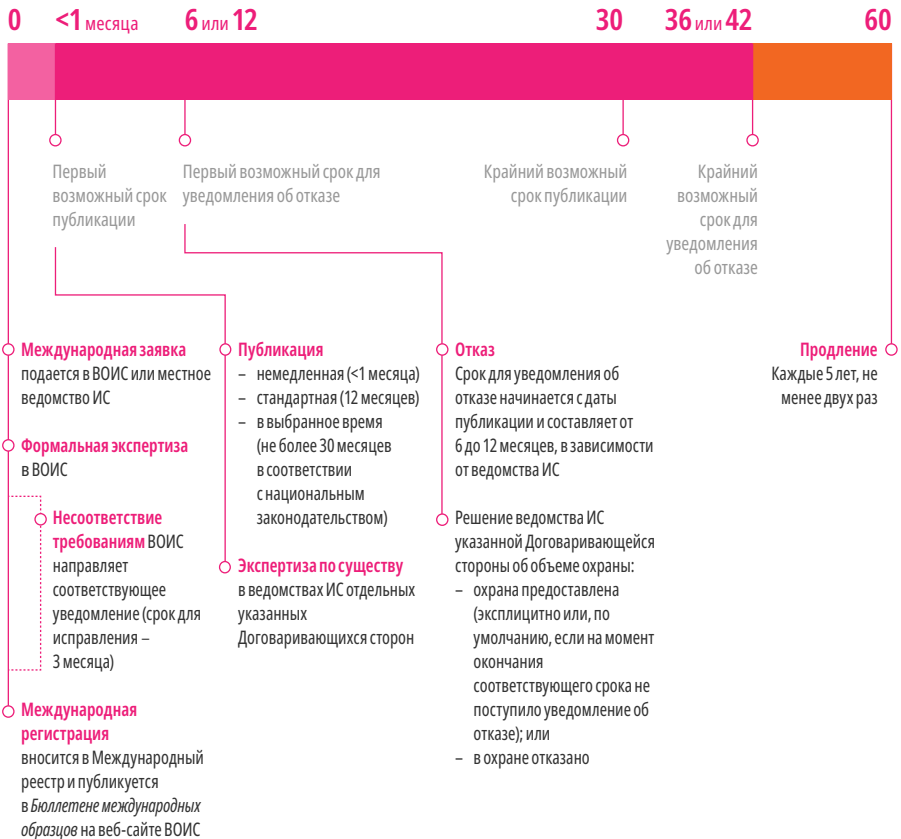 0 <1 месяца 6 или 12 30 36 или 42 60
Первый
возможный срок
публикации
Первый возможный срок для
уведомления об отказе
Крайний возможный
срок публикации
Крайний
возможный
срок для
уведомления
об отказе
Международная заявка
подается в ВОИС или местное
ведомство ИС
Формальная экспертиза
в ВОИС
Несоответствие
требованиям ВОИС
направляет
соответствующее
уведомление (срок для
исправления –
3 месяца)
Международная
регистрация
вносится в Международный
реестр и публикуется
в Бюллетене международных
образцов на веб-сайте ВОИС
Публикация
– немедленная (<1 месяца)
– стандартная (12 месяцев)
– в выбранное время
(не более 30 месяцев
в соответствии
с национальным
законодательством)
Экспертиза по существу
в ведомствах ИС отдельных
указанных
Договаривающихся сторон
Отказ
Срок для уведомления об
отказе начинается с даты
публикации и составляет от
6 до 12 месяцев, в зависимости
от ведомства ИС
Решение ведомства ИС
указанной Договаривающейся
стороны об объеме охраны:
– охрана предоставлена
(эксплицитно или, по
умолчанию, если на момент
окончания
соответствующего срока не
поступило уведомление об
отказе); или
– в охране отказано
Продление
Каждые 5 лет, не
менее двух раз